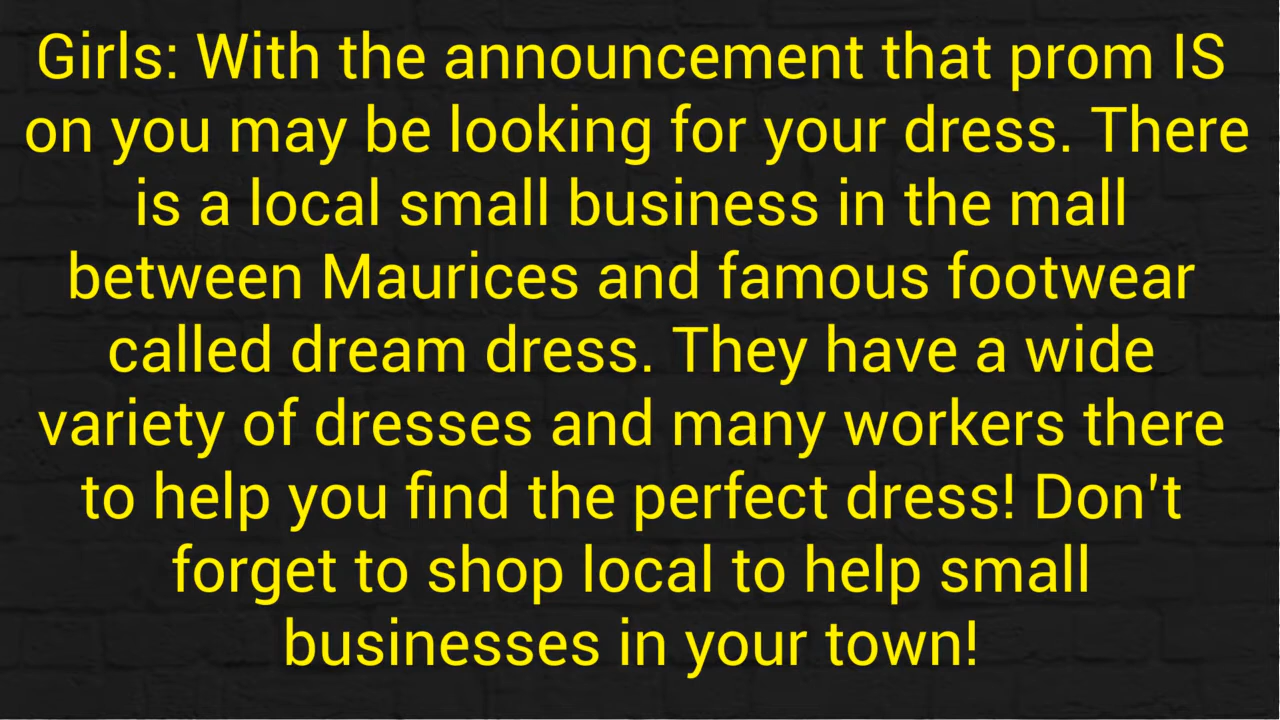 Girls: With the announcement that prom IS
on you may be looking for your dress. There
is a local small business in the mall
between Maurices and famous footwear
called dream dress. They have a wide
variety of dresses and many workers there
to help you find the perfect dress! Don't
forget to shop local to help small
businesses in your town!